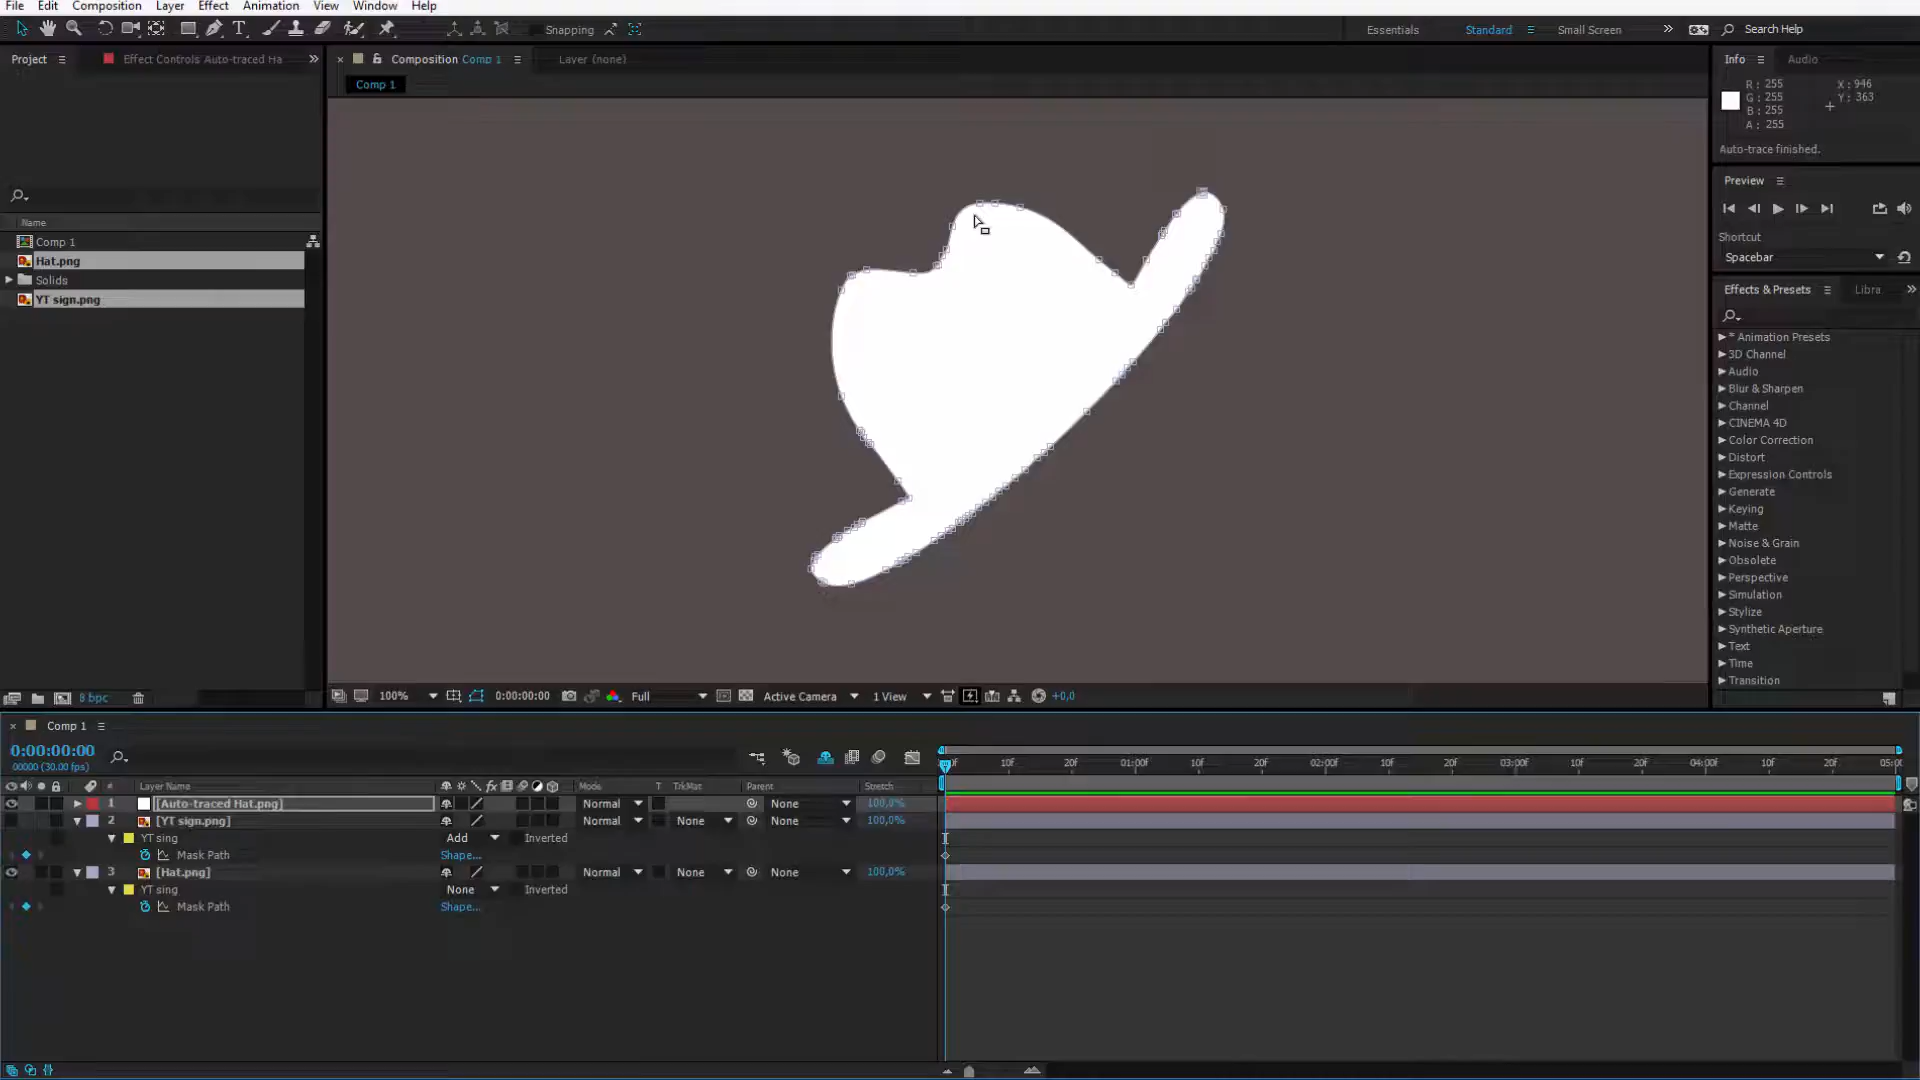 File Edit Composition Layer Effect Animation View Window Help
Snapping Essentials Standard Small Screen Search Help
Project Effect Controls Auto-traced Ha
Composition Comp 1 Layer (none)
Comp 1
Info Audio
R : 255 X : 946
G : 255 Y : 363
B : 255
A : 255
Auto-trace finished.
Preview
Shortcut
Spacebar
Effects & Presets Libra
* Animation Presets
3D Channel
Audio
Blur & Sharpen
Channel
CINEMA 4D
Color Correction
Distort
Expression Controls
Generate
Keying
Matte
Noise & Grain
Obsolete
Perspective
Simulation
Stylize
Synthetic Aperture
Text
Time
Transition
Name
Comp 1
Hat.png
Solids
YT sign.png
8 bpc
100% 0:00:00:00 Full Active Camera 1 View +0,0
Comp 1
0:00:00:00
00000 (30.00 fps)
10F 20F 01:00F 10F 20F 02:00F 10F 20F 03:00F 10F 20F 04:00F 10F 20F
# Layer Name Mode T TrkMat Parent Stretch
1 [Auto-traced Hat.png] Normal None 100,0%
2 [YT sign.png] Normal None None 100,0%
YT sing Add Inverted
Mask Path Shape...
3 [Hat.png] Normal None None 100,0%
YT sing None Inverted
Mask Path Shape...